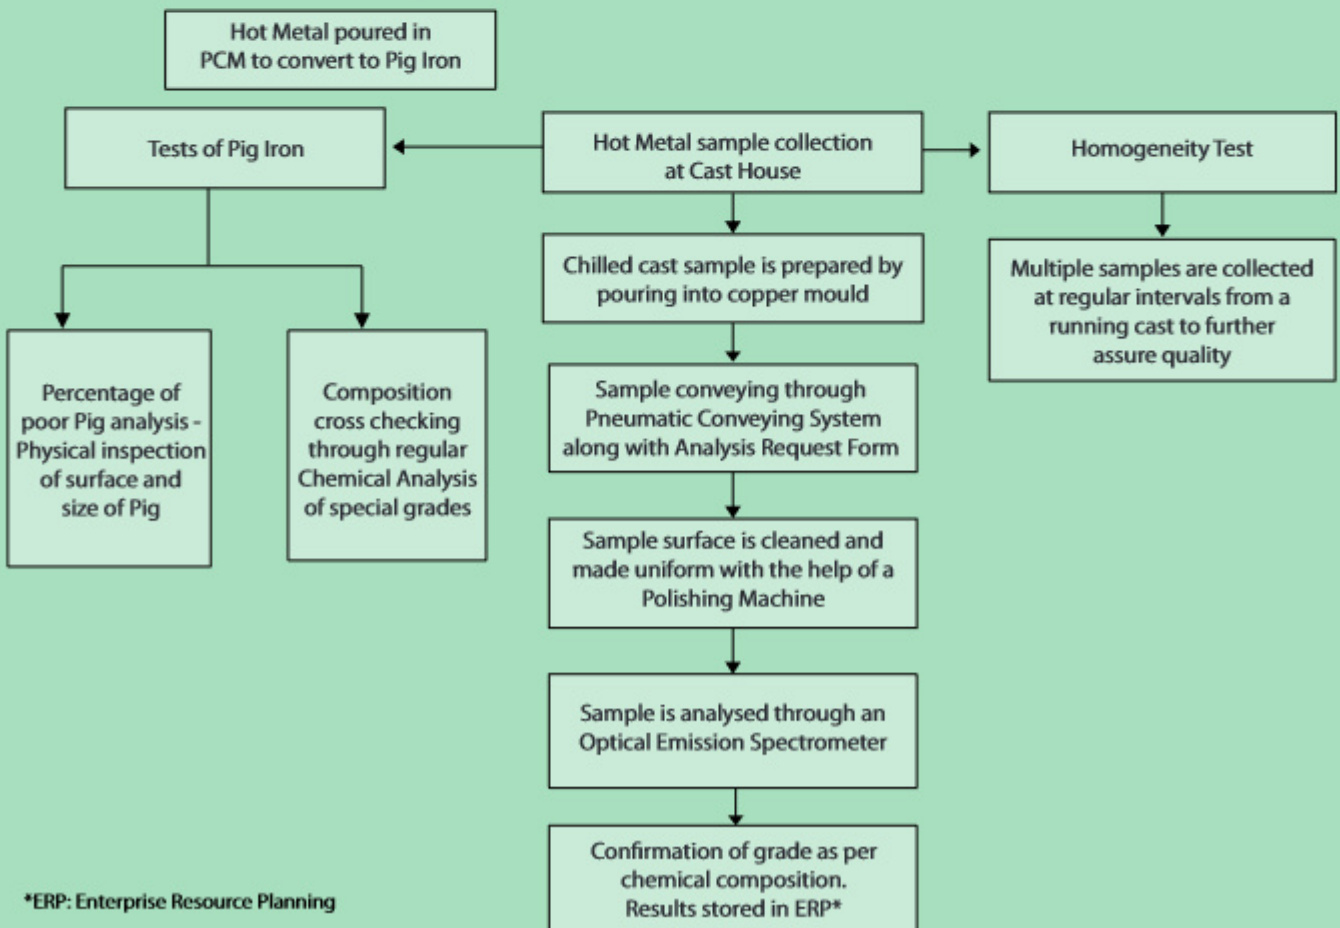 Hot Metal poured in
PCM to convert to Pig Iron
Tests of Pig Iron
Hot Metal sample collection
at Cast House
Homogeneity Test
Chilled cast sample is prepared by
pouring into copper mould
Multiple samples are collected
at regular intervals from a
running cast to further
assure quality
Percentage of
poor Pig analysis -
Physical inspection
of surface and
size of Pig
Composition
cross checking
through regular
Chemical Analysis
of special grades
Sample conveying through
Pneumatic Conveying System
along with Analysis Request Form
Sample surface is cleaned and
made uniform with the help of a
Polishing Machine
Sample is analysed through an
Optical Emission Spectrometer
Confirmation of grade as per
chemical composition.
Results stored in ERP*
*ERP: Enterprise Resource Planning